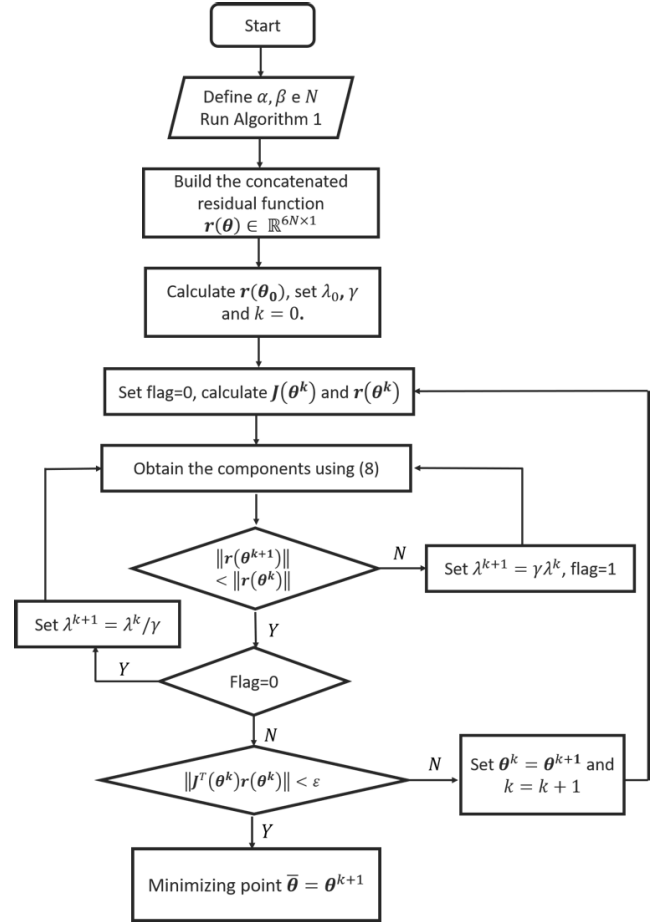 Start
Define α, β e N
Run Algorithm 1
Build the concatenated
residual function
r(θ) ∈ ℝ^{6N×1}
Calculate r(θ₀), set λ₀, γ
and k = 0.
Set flag=0, calculate J(θ^k) and r(θ^k)
Obtain the components using (8)
‖r(θ^{k+1})‖
< ‖r(θ^k)‖
N
Set λ^{k+1} = γλ^k, flag=1
Set λ^{k+1} = λ^k/γ
Y
Y
Flag=0
N
‖J^T(θ^k)r(θ^k)‖ < ε
N
Set θ^k = θ^{k+1} and
k = k + 1
Y
Minimizing point θ̅ = θ^{k+1}